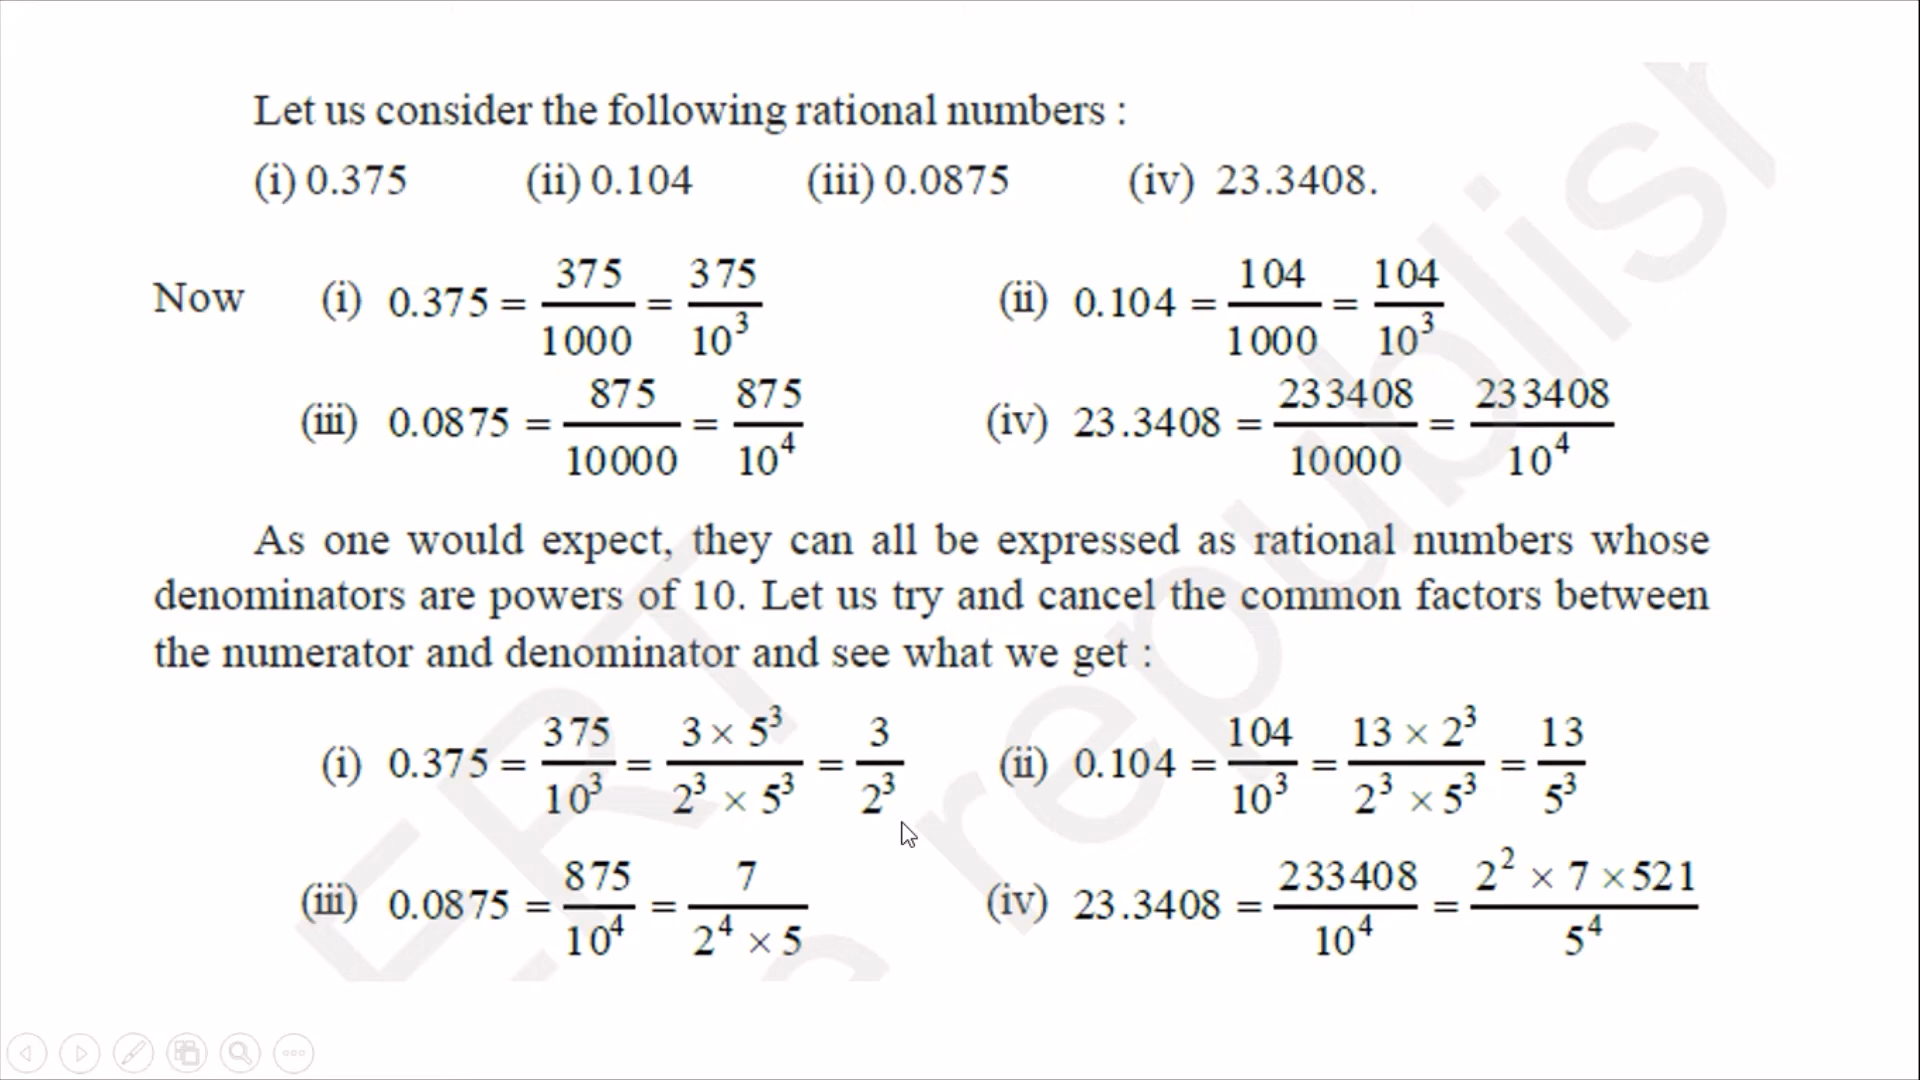 Let us consider the following rational numbers :
(i) 0.375 (ii) 0.104 (iii) 0.0875 (iv) 23.3408.
Now (i) 0.375 = 375/1000 = 375/10³ (ii) 0.104 = 104/1000 = 104/10³
(iii) 0.0875 = 875/10000 = 875/10⁴ (iv) 23.3408 = 233408/10000 = 233408/10⁴
As one would expect, they can all be expressed as rational numbers whose
denominators are powers of 10. Let us try and cancel the common factors between
the numerator and denominator and see what we get :
(i) 0.375 = 375/10³ = 3 × 5³/2³ × 5³ = 3/2³ (ii) 0.104 = 104/10³ = 13 × 2³/2³ × 5³ = 13/5³
(iii) 0.0875 = 875/10⁴ = 7/2⁴ × 5 (iv) 23.3408 = 233408/10⁴ = 2² × 7 × 521/5⁴